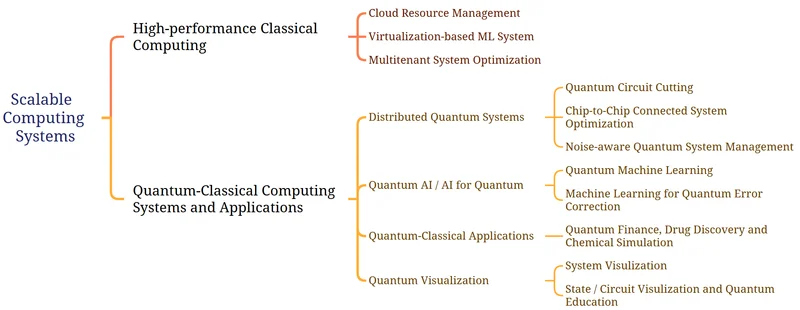 Scalable
Computing
Systems
High-performance Classical
Computing
Cloud Resource Management
Virtualization-based ML System
Multitenant System Optimization
Quantum-Classical Computing
Systems and Applications
Distributed Quantum Systems
Quantum Circuit Cutting
Chip-to-Chip Connected System
Optimization
Noise-aware Quantum System Management
Quantum AI / AI for Quantum
Quantum Machine Learning
Machine Learning for Quantum Error
Correction
Quantum-Classical Applications
Quantum Finance, Drug Discovery and
Chemical Simulation
Quantum Visualization
System Visulization
State / Circuit Visulization and Quantum
Education